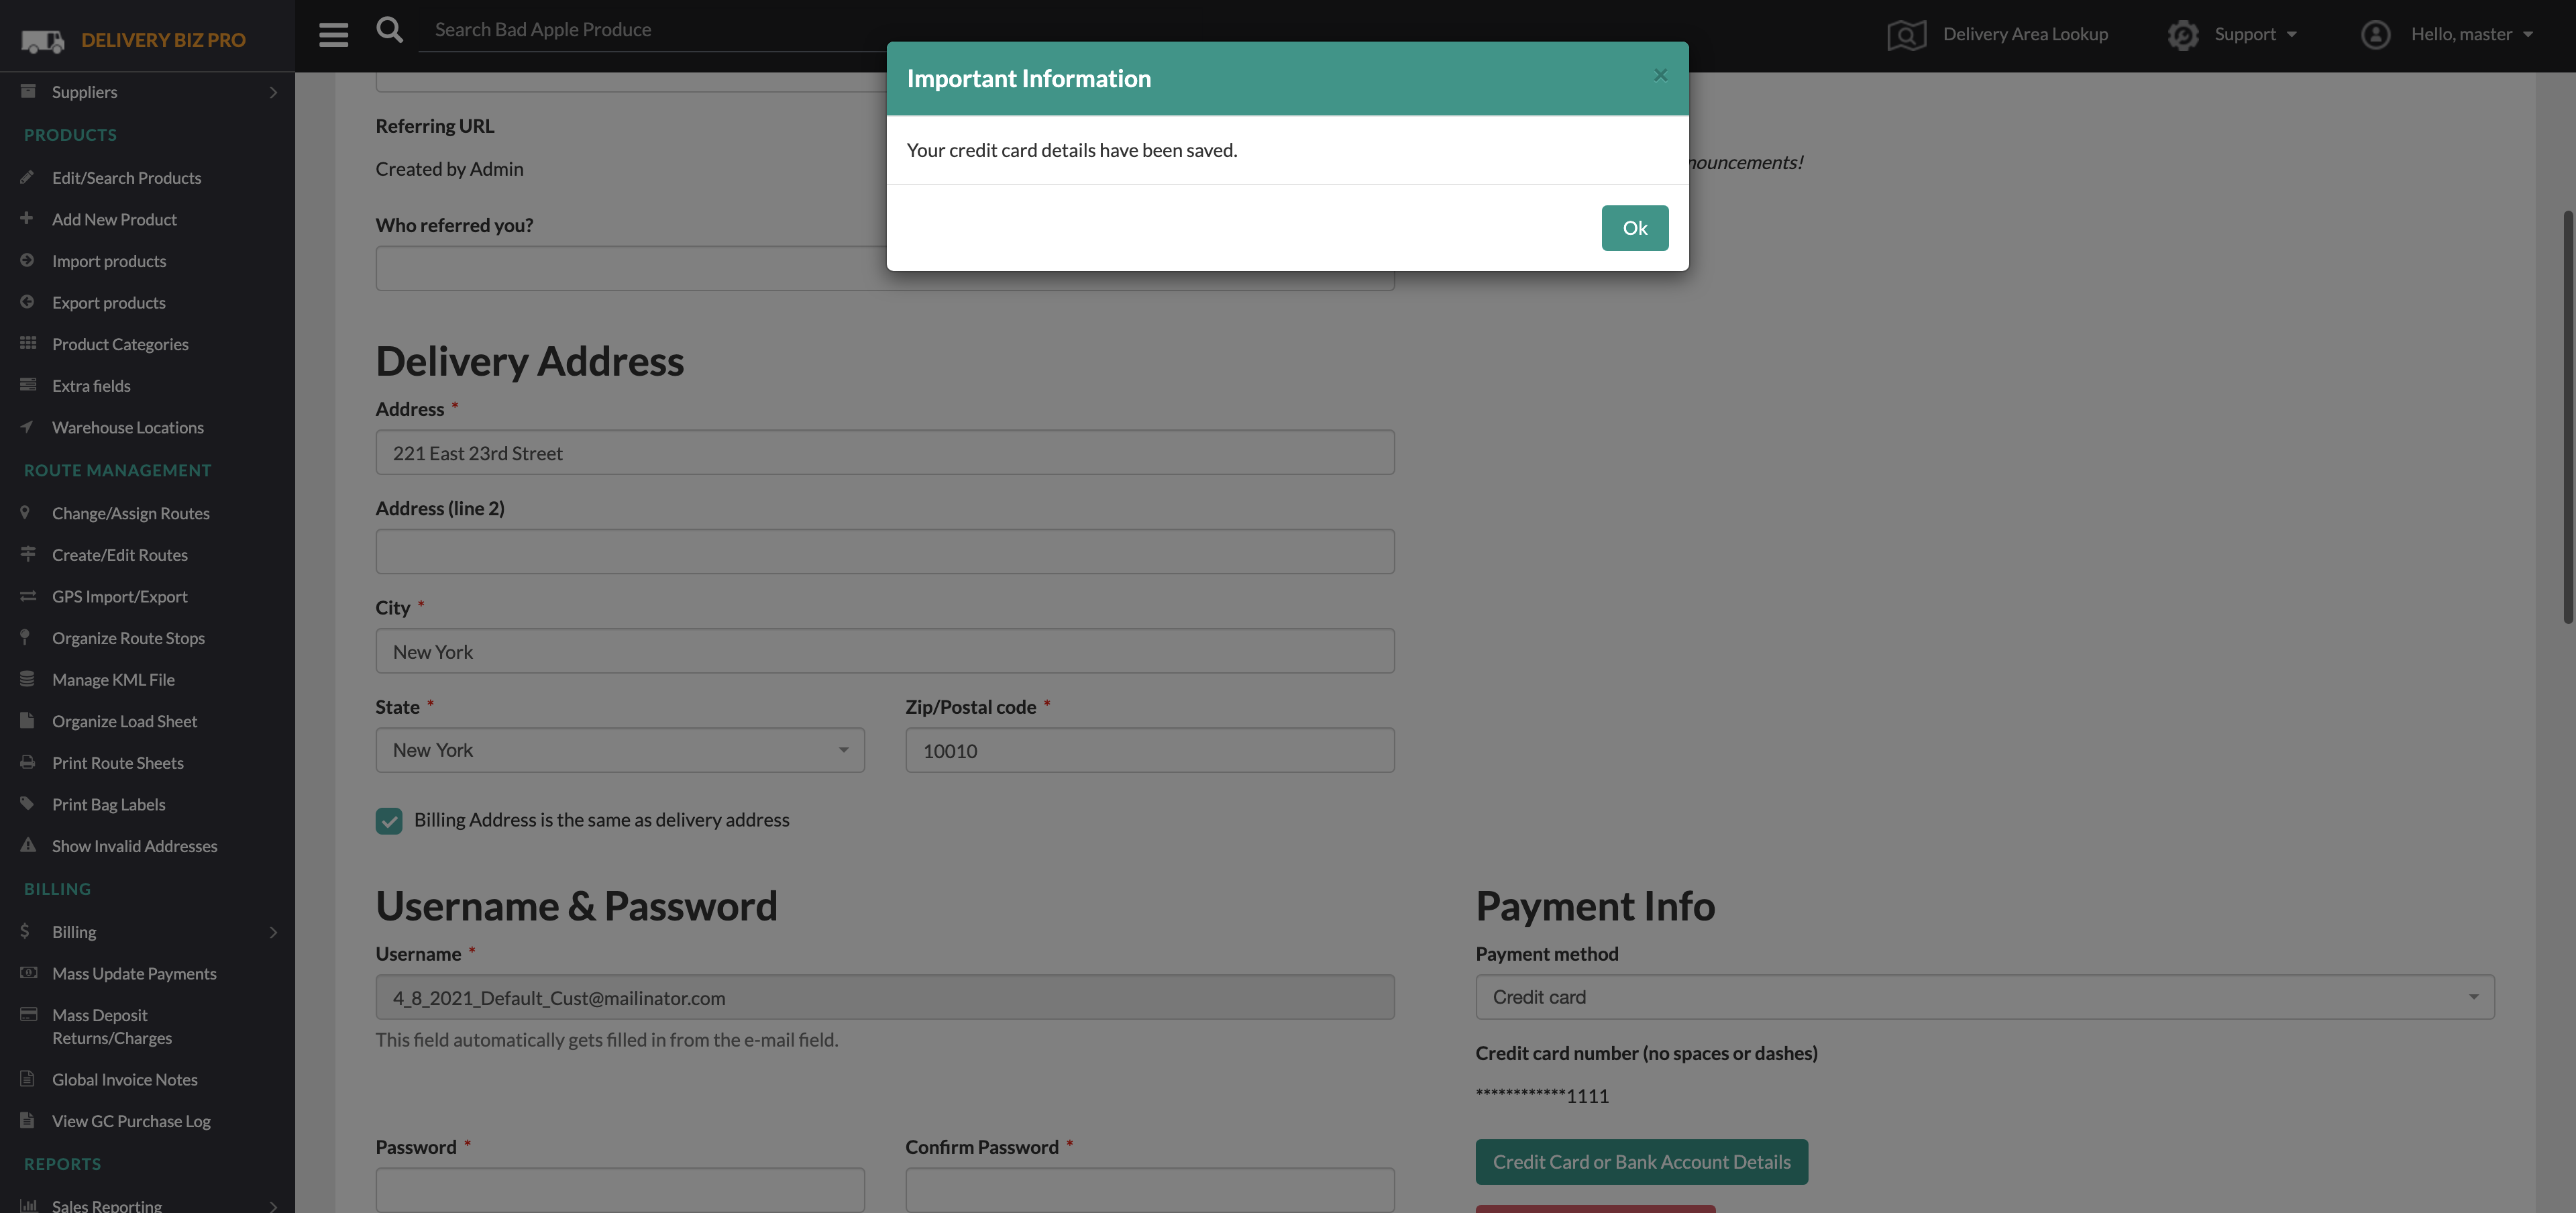 DELIVERY BIZ PRO
Search Bad Apple Produce
Delivery Area Lookup
Support
Hello, master
Suppliers
PRODUCTS
Edit/Search Products
Add New Product
Import products
Export products
Product Categories
Extra fields
Warehouse Locations
ROUTE MANAGEMENT
Change/Assign Routes
Create/Edit Routes
GPS Import/Export
Organize Route Stops
Manage KML File
Organize Load Sheet
Print Route Sheets
Print Bag Labels
Show Invalid Addresses
BILLING
Billing
Mass Update Payments
Mass Deposit
Returns/Charges
Global Invoice Notes
View GC Purchase Log
REPORTS
Sales Reporting
Important Information
×
Your credit card details have been saved.
Ok
Referring URL
Created by Admin
Who referred you?
Delivery Address
Address *
221 East 23rd Street
Address (line 2)
City *
New York
State *
Zip/Postal code *
New York
10010
Billing Address is the same as delivery address
Username & Password
Username *
4_8_2021_Default_Cust@mailinator.com
This field automatically gets filled in from the e-mail field.
Password *
Confirm Password *
Payment Info
Payment method
Credit card
Credit card number (no spaces or dashes)
************1111
Credit Card or Bank Account Details